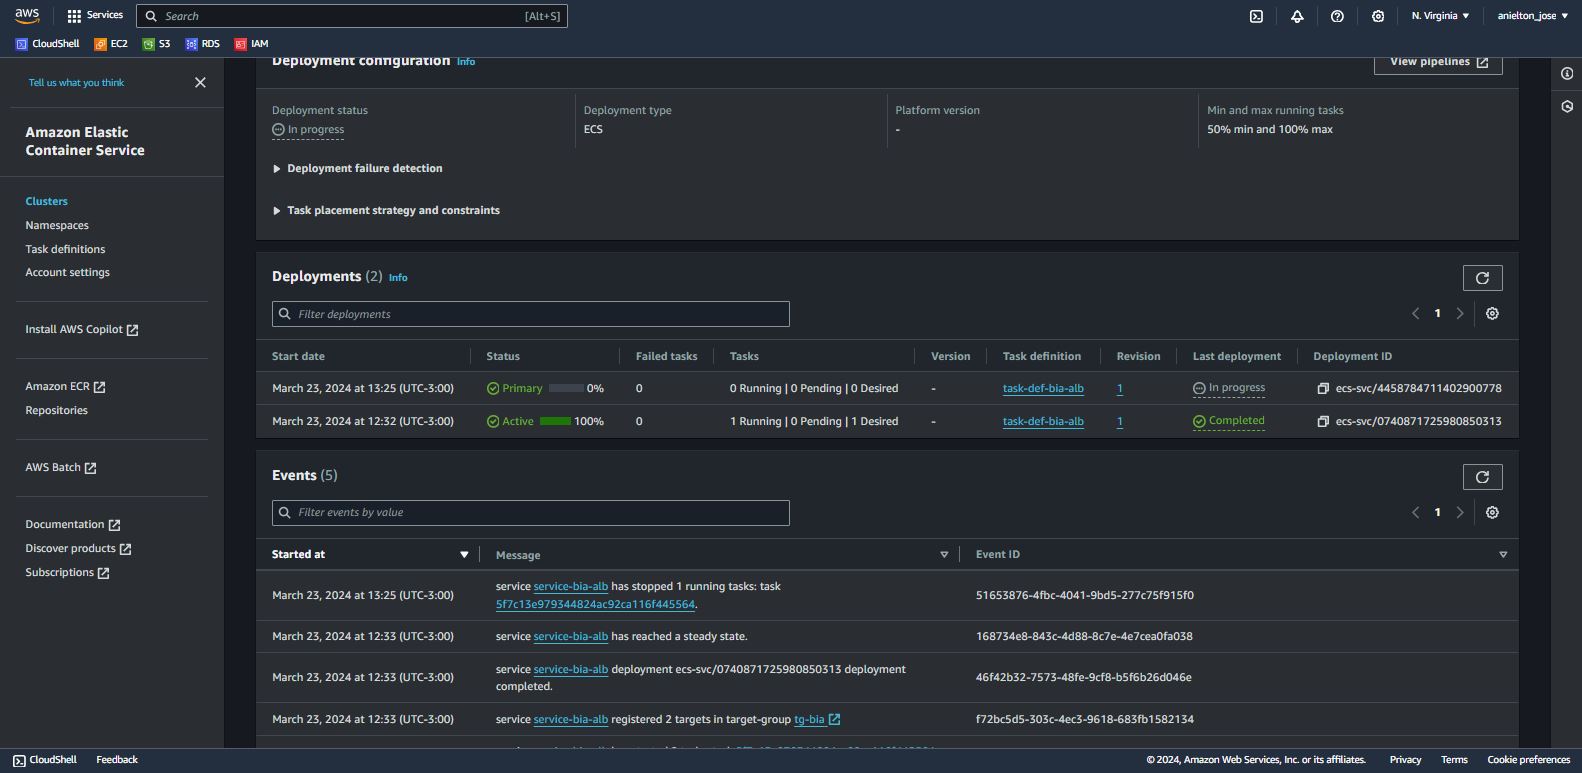 aws
Services
Search
[Alt+S]
N. Virginia
anielton_jose
CloudShell
EC2
S3
RDS
IAM
Tell us what you think
Amazon Elastic
Container Service
Clusters
Namespaces
Task definitions
Account settings
Install AWS Copilot
Amazon ECR
Repositories
AWS Batch
Documentation
Discover products
Subscriptions
Deployment configuration Info
View pipelines
Deployment status
In progress
Deployment type
ECS
Platform version
-
Min and max running tasks
50% min and 100% max
Deployment failure detection
Task placement strategy and constraints
Deployments (2) Info
Filter deployments
1
Start date Status Failed tasks Tasks Version Task definition Revision Last deployment Deployment ID
March 23, 2024 at 13:25 (UTC-3:00) Primary 0% 0 0 Running | 0 Pending | 0 Desired - task-def-bia-alb 1 In progress ecs-svc/4458784711402900778
March 23, 2024 at 12:32 (UTC-3:00) Active 100% 0 1 Running | 0 Pending | 1 Desired - task-def-bia-alb 1 Completed ecs-svc/0740871725980850313
Events (5)
Filter events by value
1
Started at Message Event ID
March 23, 2024 at 13:25 (UTC-3:00)
service service-bia-alb has stopped 1 running tasks: task
5f7c13e979344824ac92ca116f445564.
51653876-4fbc-4041-9bd5-277c75f915f0
March 23, 2024 at 12:33 (UTC-3:00) service service-bia-alb has reached a steady state. 168734e8-843c-4d88-8c7e-4e7cea0fa038
March 23, 2024 at 12:33 (UTC-3:00)
service service-bia-alb deployment ecs-svc/0740871725980850313 deployment
completed.
46f42b32-7573-48fe-9cf8-b5f6b26d046e
March 23, 2024 at 12:33 (UTC-3:00) service service-bia-alb registered 2 targets in target-group tg-bia f72bc5d5-303c-4ec3-9618-683fb1582134
CloudShell
Feedback
© 2024, Amazon Web Services, Inc. or its affiliates.
Privacy
Terms
Cookie preferences